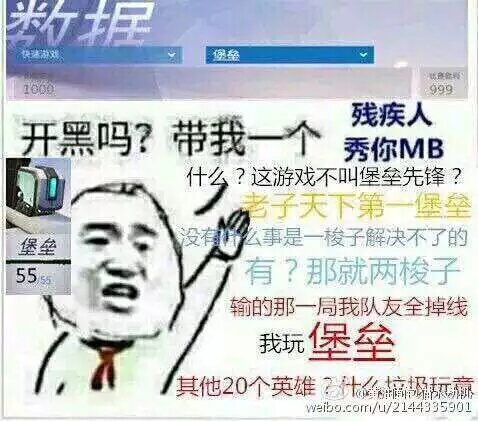 数据
快速游戏
堡垒
1000
999
残疾人
开黑吗？带我一个
秀你MB
什么？这游戏不叫堡垒先锋？
老子天下第一堡垒
没有什么事是一梭子解决不了的
堡垒
有？那就两梭子
55/55
输的那一局我队友全掉线
我玩 堡垒
其他20个英雄？什么垃圾玩意
weibo.com/u/2144335901